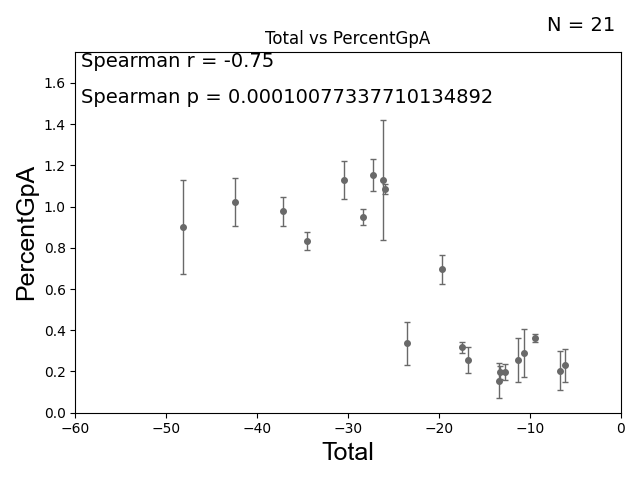 N = 21
Total vs PercentGpA
Spearman r = -0.75
Spearman p = 0.00010077337710134892
PercentGpA
1.6
1.4
1.2
1.0
0.8
0.6
0.4
0.2
0.0
−60 −50 −40 −30 −20 −10 0
Total